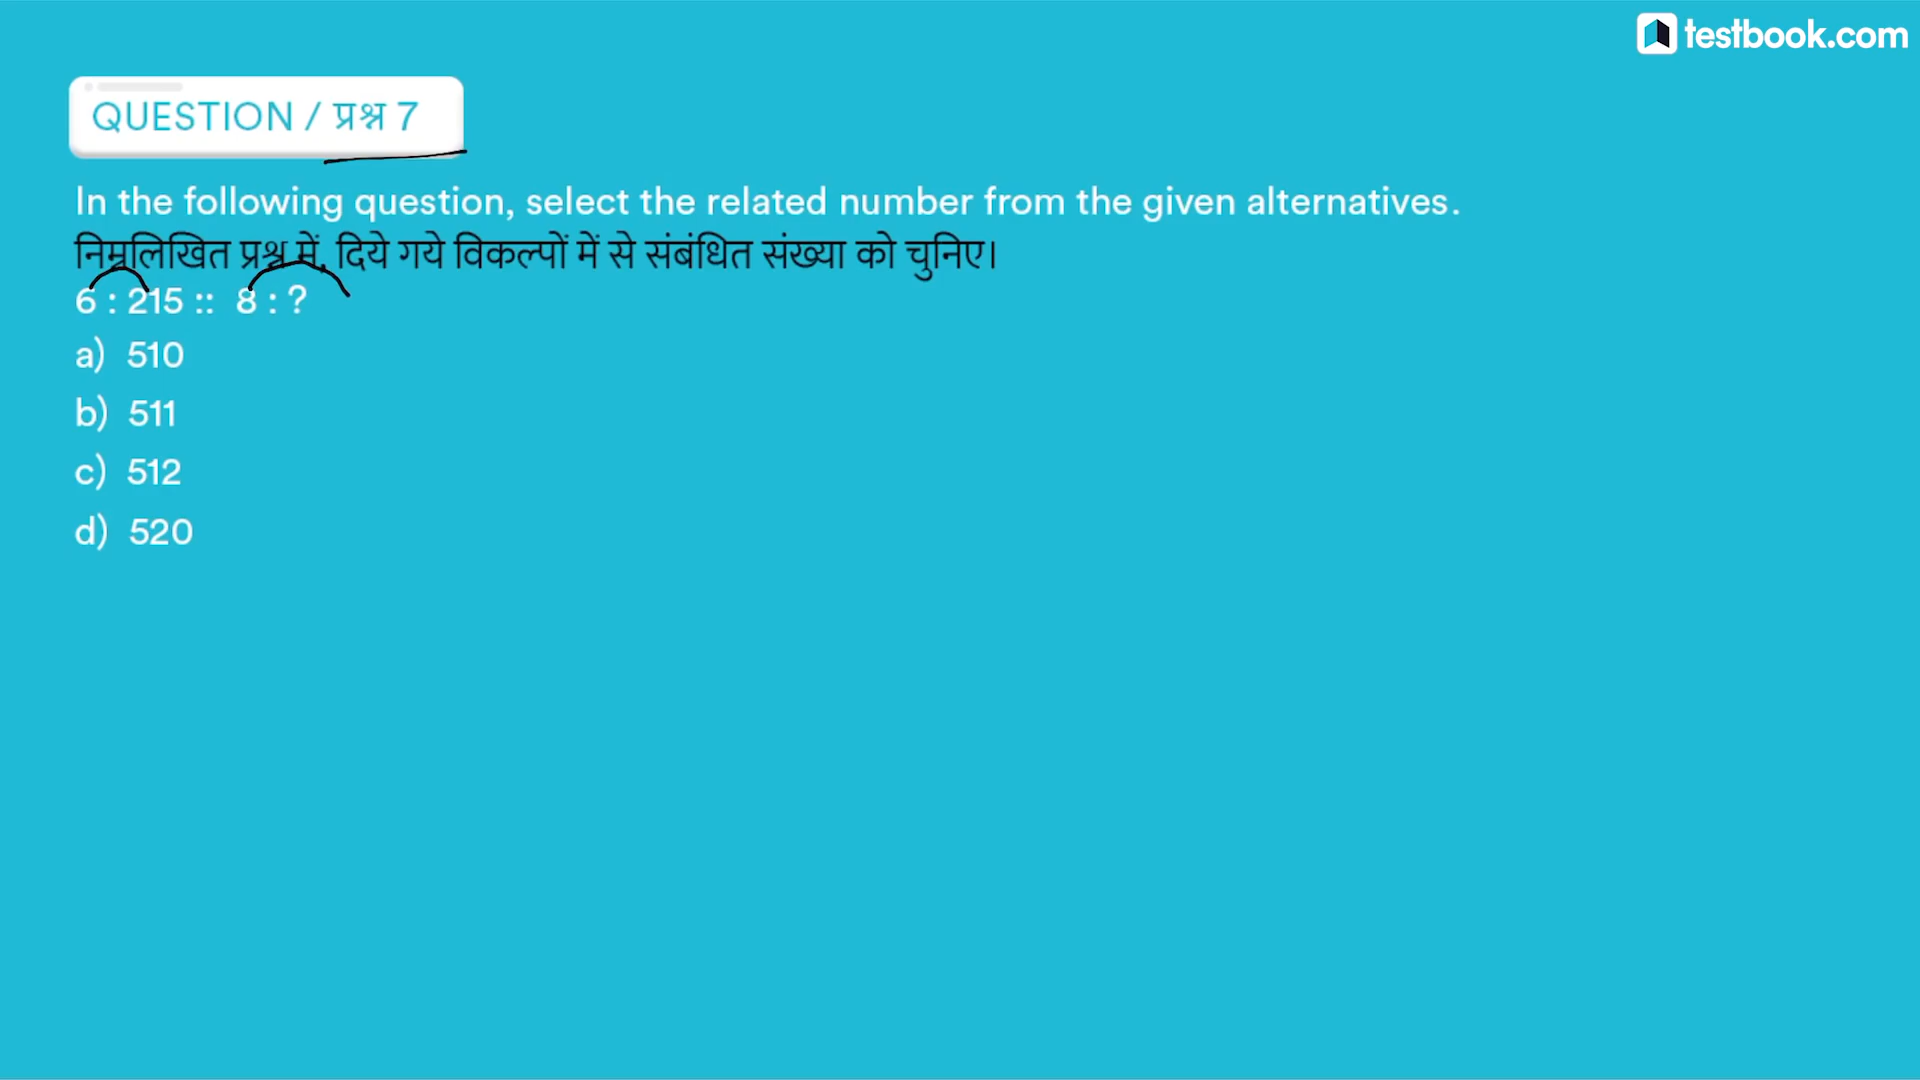 testbook.com
QUESTION / प्रश्न 7
In the following question, select the related number from the given alternatives.
निम्नलिखित प्रश्न में, दिये गये विकल्पों में से संबंधित संख्या को चुनिए।
6 : 215 :: 8 : ?
a) 510
b) 511
c) 512
d) 520